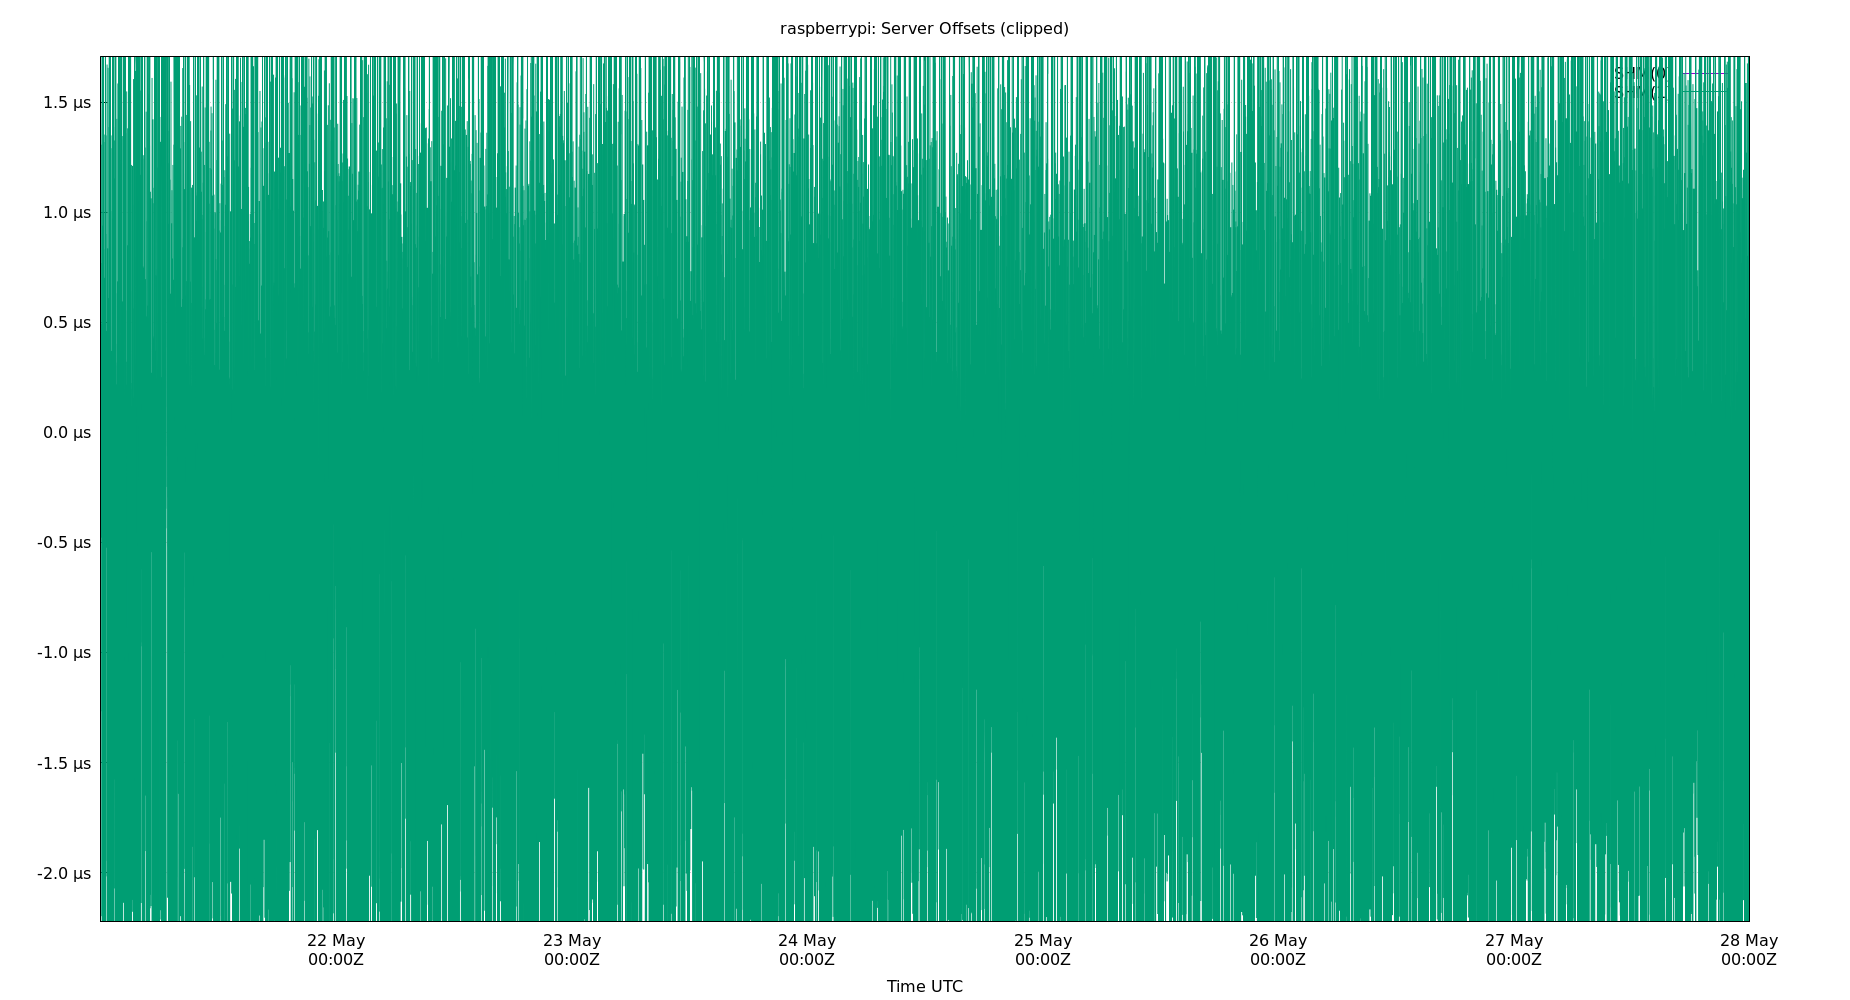 raspberrypi: Server Offsets (clipped)
1.5 µs
1.0 µs
0.5 µs
0.0 µs
-0.5 µs
-1.0 µs
-1.5 µs
-2.0 µs
22 May 23 May 24 May 25 May 26 May 27 May 28 May
00:00Z 00:00Z 00:00Z 00:00Z 00:00Z 00:00Z 00:00Z
Time UTC